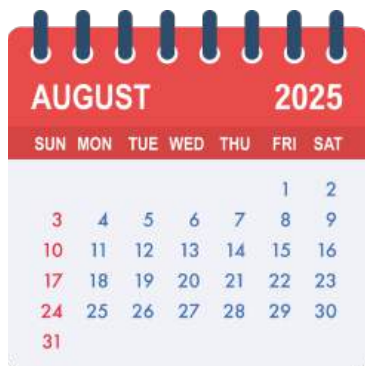 AUGUST 2025
SUN MON TUE WED THU FRI SAT
1 2
3 4 5 6 7 8 9
10 11 12 13 14 15 16
17 18 19 20 21 22 23
24 25 26 27 28 29 30
31